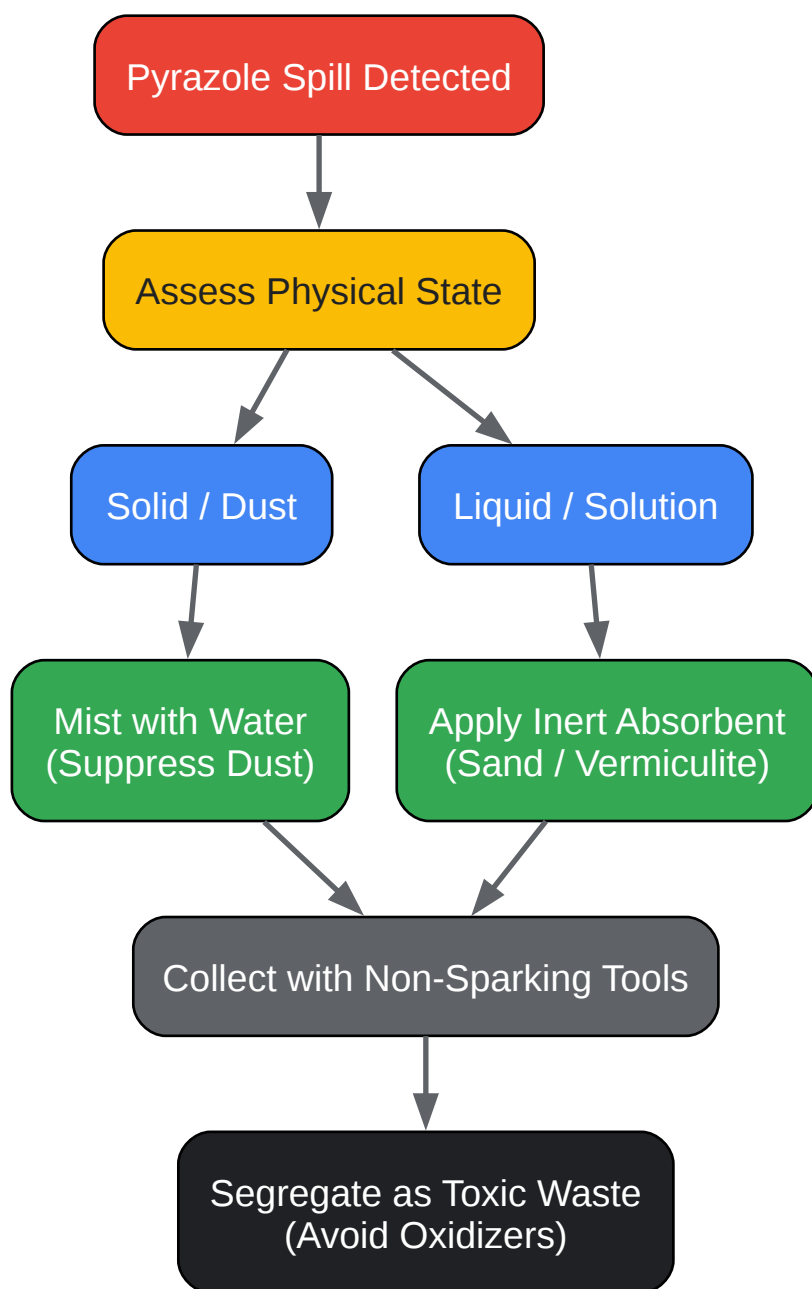 Pyrazole Spill Detected
Assess Physical State
Solid / Dust
Liquid / Solution
Mist with Water
(Suppress Dust)
Apply Inert Absorbent
(Sand / Vermiculite)
Collect with Non-Sparking Tools
Segregate as Toxic Waste
(Avoid Oxidizers)